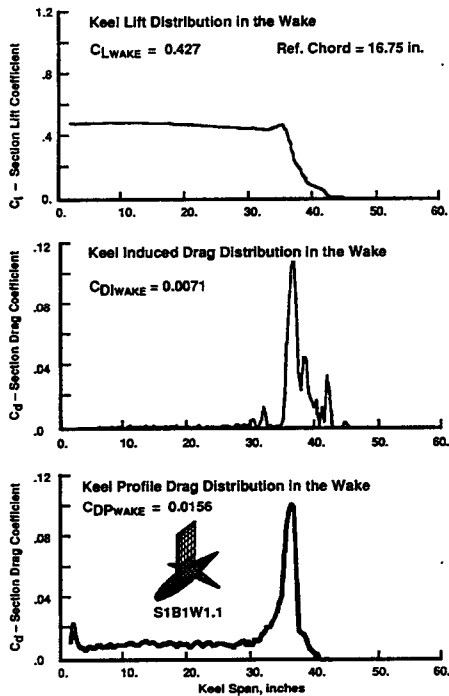 Keel Lift Distribution in the Wake
C_LWAKE = 0.427 Ref. Chord = 16.75 in.
C_l – Section Lift Coefficient
1.2
.8
.4
0
0. 10. 20. 30. 40. 50. 60.
Keel Induced Drag Distribution in the Wake
C_DIWAKE = 0.0071
C_d – Section Drag Coefficient
.12
.08
.04
.0
0. 10. 20. 30. 40. 50. 60.
Keel Profile Drag Distribution in the Wake
C_DPWAKE = 0.0156
S1B1W1.1
C_d – Section Drag Coefficient
.12
.08
.04
.0
0. 10. 20. 30. 40. 50. 60.
Keel Span, inches